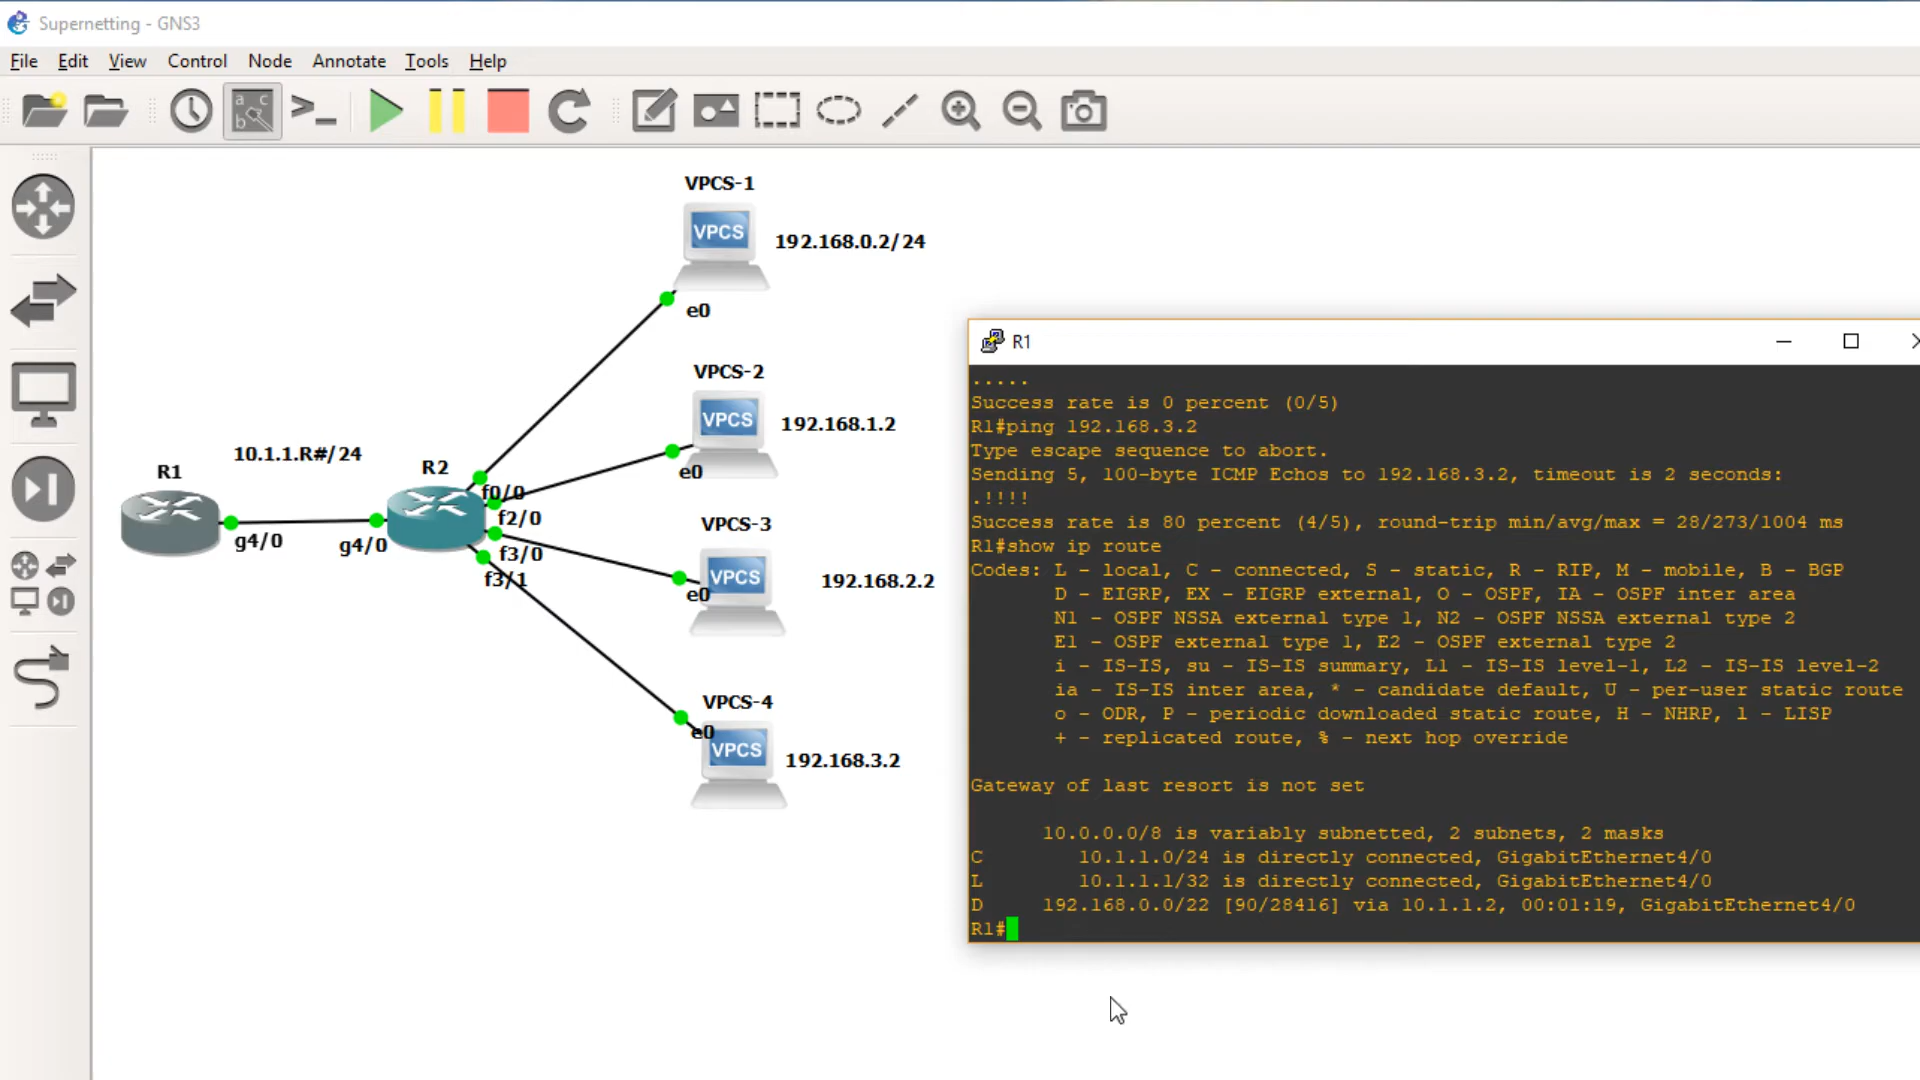 Supernetting - GNS3
File Edit View Control Node Annotate Tools Help
VPCS-1
VPCS
192.168.0.2/24
e0
VPCS-2
VPCS
192.168.1.2
e0
10.1.1.R#/24
R1
R2
g4/0
g4/0
f0/0
f2/0
f3/0
f3/1
VPCS-3
VPCS
192.168.2.2
e0
VPCS-4
e0
VPCS
192.168.3.2
R1
.....
Success rate is 0 percent (0/5)
R1#ping 192.168.3.2
Type escape sequence to abort.
Sending 5, 100-byte ICMP Echos to 192.168.3.2, timeout is 2 seconds:
.!!!!
Success rate is 80 percent (4/5), round-trip min/avg/max = 28/273/1004 ms
R1#show ip route
Codes: L - local, C - connected, S - static, R - RIP, M - mobile, B - BGP
D - EIGRP, EX - EIGRP external, O - OSPF, IA - OSPF inter area
N1 - OSPF NSSA external type 1, N2 - OSPF NSSA external type 2
E1 - OSPF external type 1, E2 - OSPF external type 2
i - IS-IS, su - IS-IS summary, L1 - IS-IS level-1, L2 - IS-IS level-2
ia - IS-IS inter area, * - candidate default, U - per-user static route
o - ODR, P - periodic downloaded static route, H - NHRP, l - LISP
+ - replicated route, % - next hop override
Gateway of last resort is not set
10.0.0.0/8 is variably subnetted, 2 subnets, 2 masks
C 10.1.1.0/24 is directly connected, GigabitEthernet4/0
L 10.1.1.1/32 is directly connected, GigabitEthernet4/0
D 192.168.0.0/22 [90/28416] via 10.1.1.2, 00:01:19, GigabitEthernet4/0
R1#